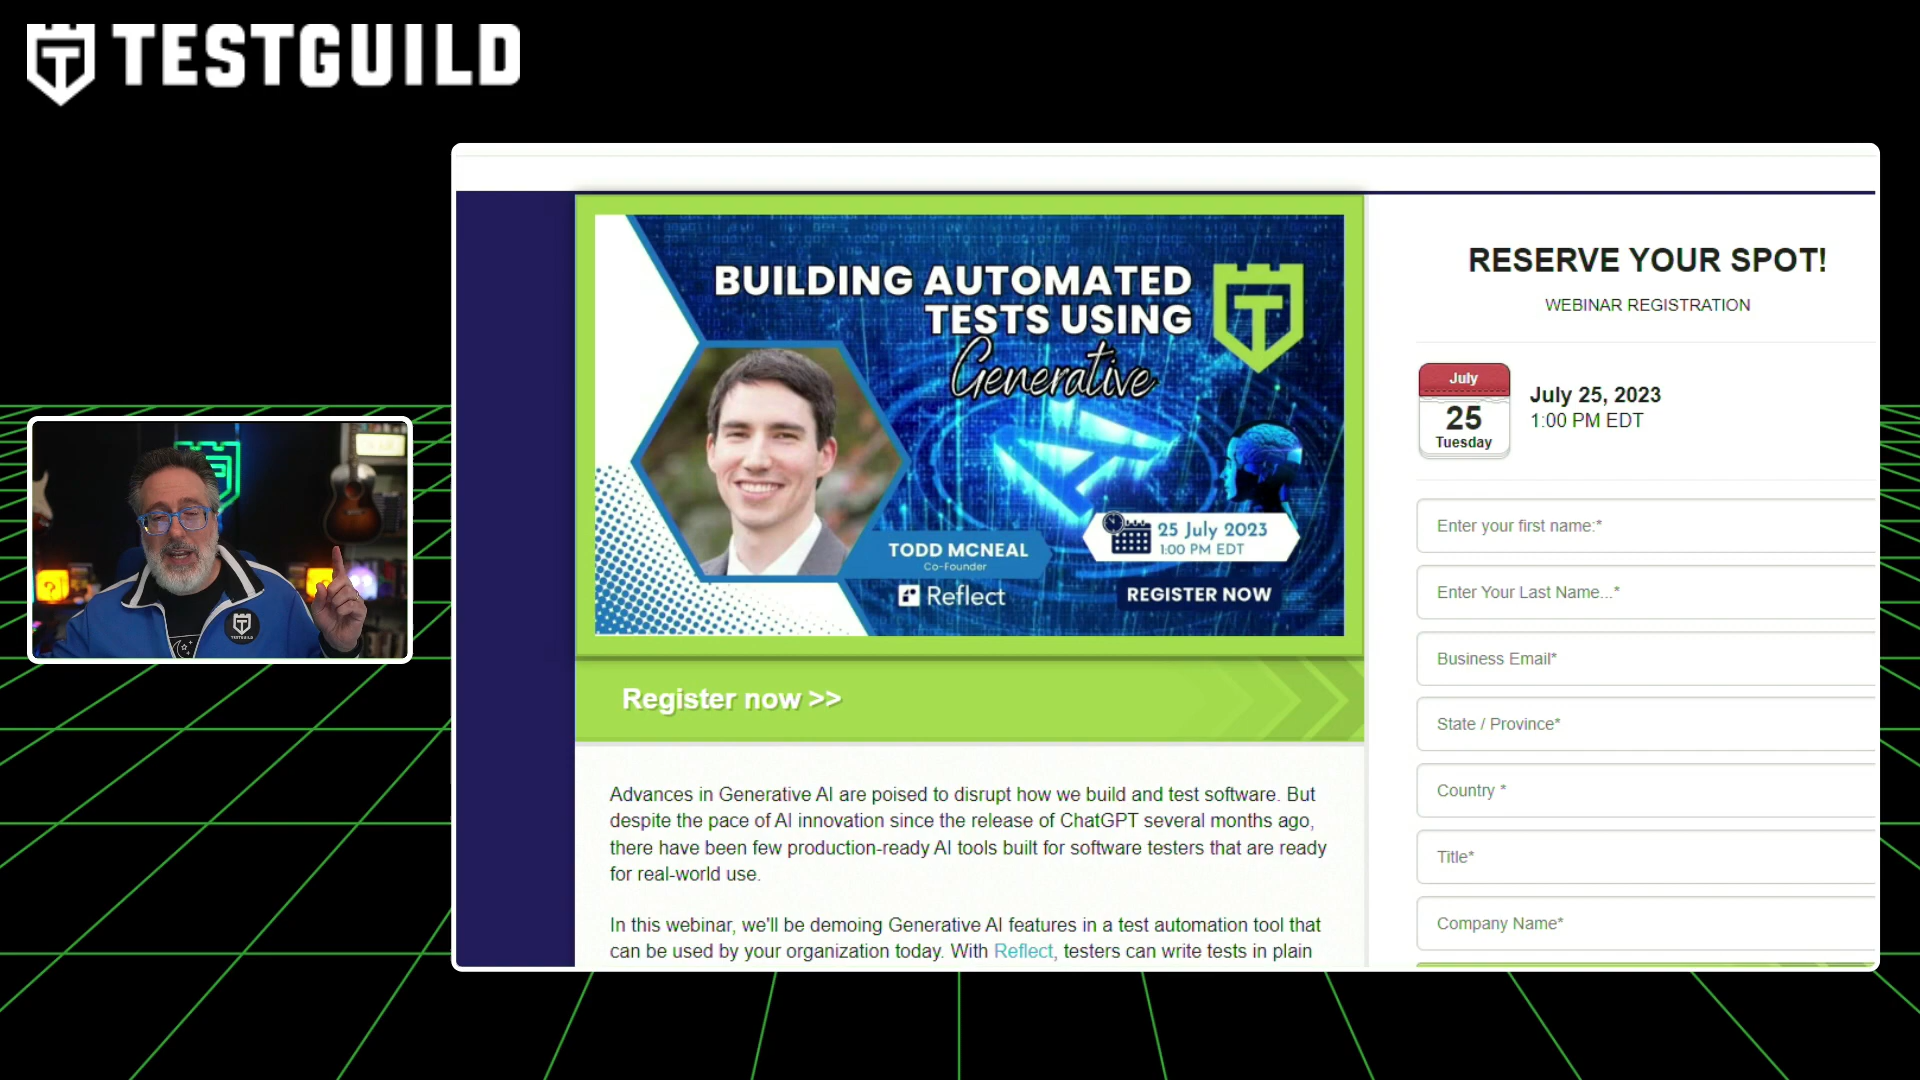 TESTGUILD
BUILDING AUTOMATED
TESTS USING
Generative
TODD MCNEAL
Co-Founder
Reflect
25 July 2023
1:00 PM EDT
REGISTER NOW
Register now >>
Advances in Generative AI are poised to disrupt how we build and test software. But
despite the pace of AI innovation since the release of ChatGPT several months ago,
there have been few production-ready AI tools built for software testers that are ready
for real-world use.
In this webinar, we'll be demoing Generative AI features in a test automation tool that
can be used by your organization today. With Reflect, testers can write tests in plain
RESERVE YOUR SPOT!
WEBINAR REGISTRATION
July
25
Tuesday
July 25, 2023
1:00 PM EDT
Enter your first name:*
Enter Your Last Name...*
Business Email*
State / Province*
Country *
Title*
Company Name*
TESTGUILD